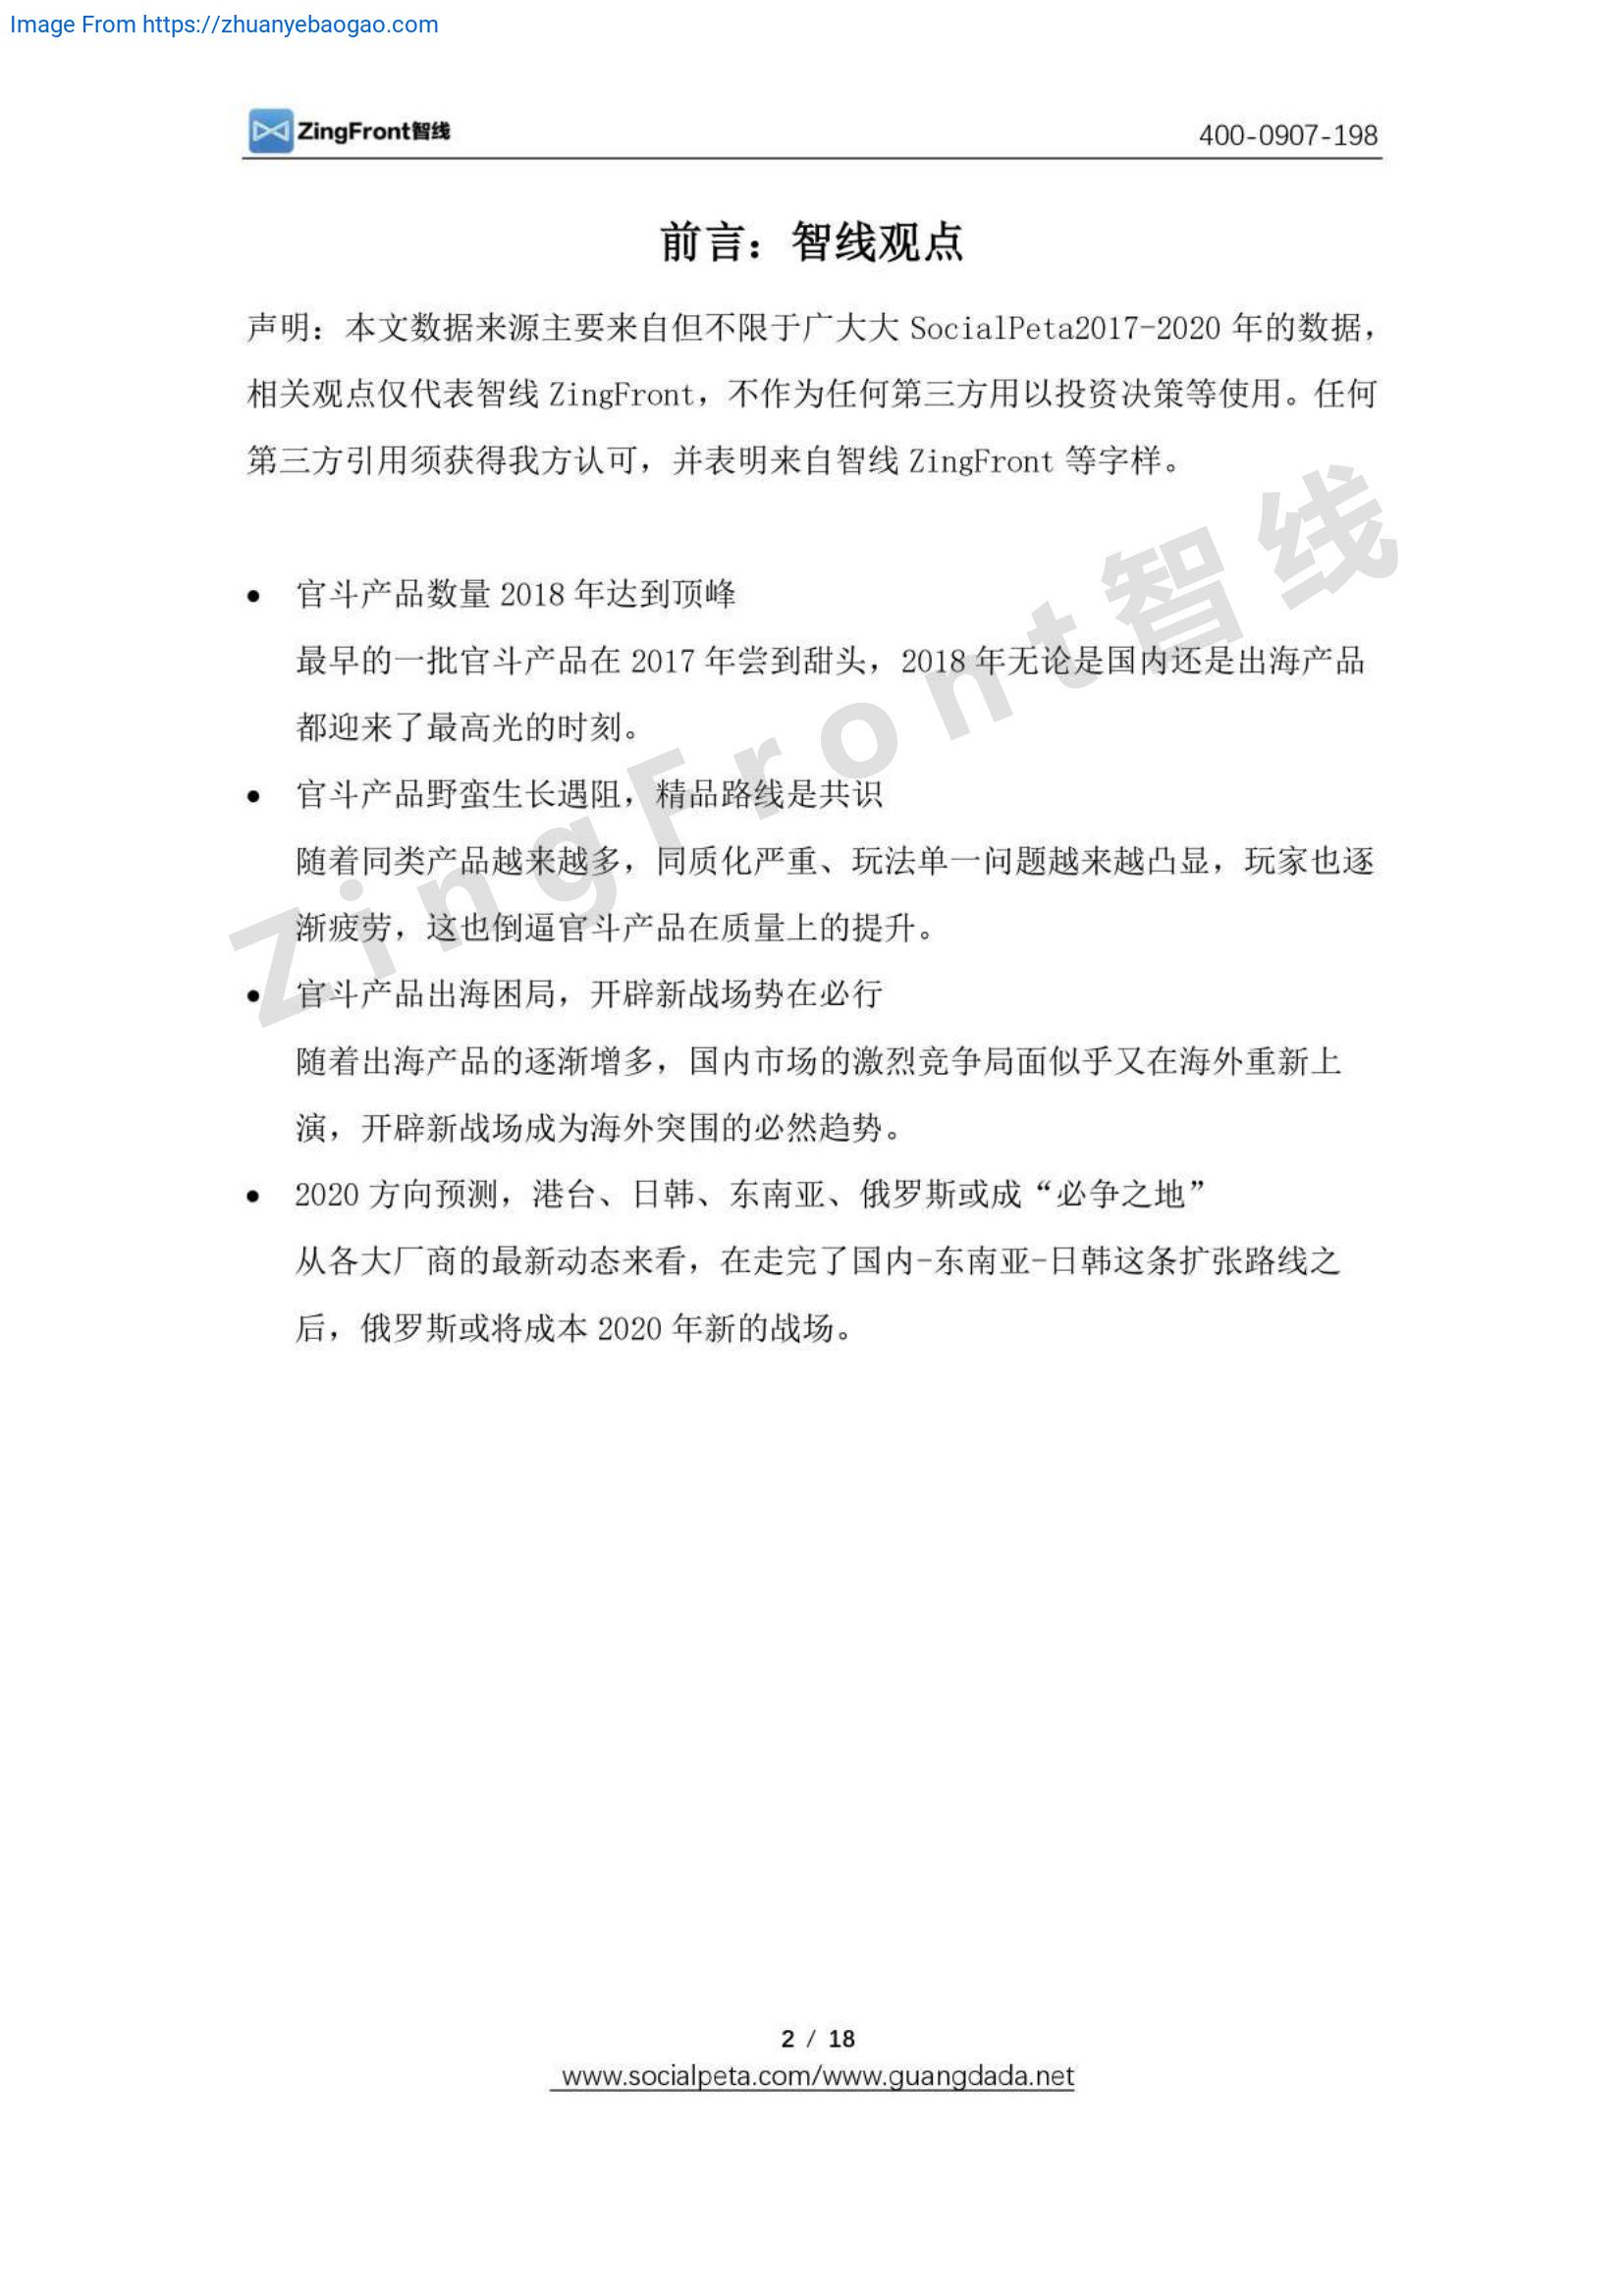 Image From https://zhuanyebaogao.com
ZingFront智线
400-0907-198
前言：智线观点
声明：本文数据来源主要来自但不限于广大大 SocialPeta2017-2020 年的数据，
相关观点仅代表智线 ZingFront，不作为任何第三方用以投资决策等使用。任何
第三方引用须获得我方认可，并表明来自智线 ZingFront 等字样。
● 官斗产品数量 2018 年达到顶峰
最早的一批官斗产品在 2017 年尝到甜头，2018 年无论是国内还是出海产品
都迎来了最高光的时刻。
● 官斗产品野蛮生长遇阻，精品路线是共识
随着同类产品越来越多，同质化严重、玩法单一问题越来越凸显，玩家也逐
渐疲劳，这也倒逼官斗产品在质量上的提升。
● 官斗产品出海困局，开辟新战场势在必行
随着出海产品的逐渐增多，国内市场的激烈竞争局面似乎又在海外重新上
演，开辟新战场成为海外突围的必然趋势。
● 2020 方向预测，港台、日韩、东南亚、俄罗斯或成“必争之地”
从各大厂商的最新动态来看，在走完了国内-东南亚-日韩这条扩张路线之
后，俄罗斯或将成本 2020 年新的战场。
ZingFront智线
2 / 18
www.socialpeta.com/www.guangdada.net